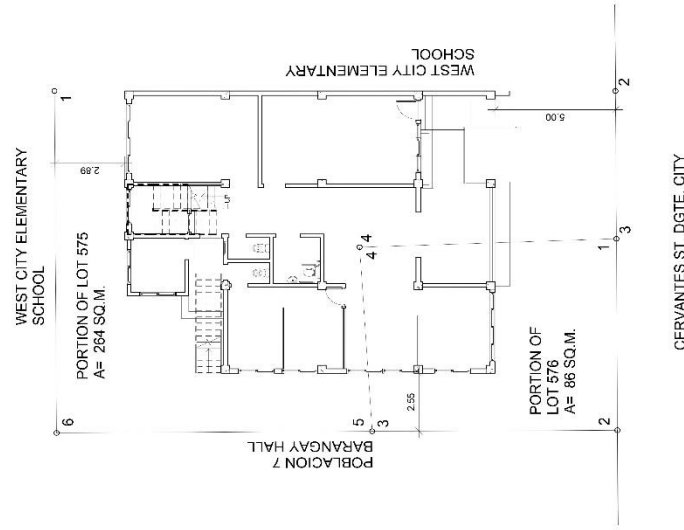 WEST CITY ELEMENTARY
SCHOOL
1
2.89
PORTION OF LOT 575
A= 264 SQ.M.
6
WEST CITY ELEMENTARY
SCHOOL
2
5.00
5
4
4
1
3
5
3
2.55
POBLACION 7
BARANGAY HALL
PORTION OF
LOT 576
A= 86 SQ.M.
2
CERVANTES ST. DGTE. CITY